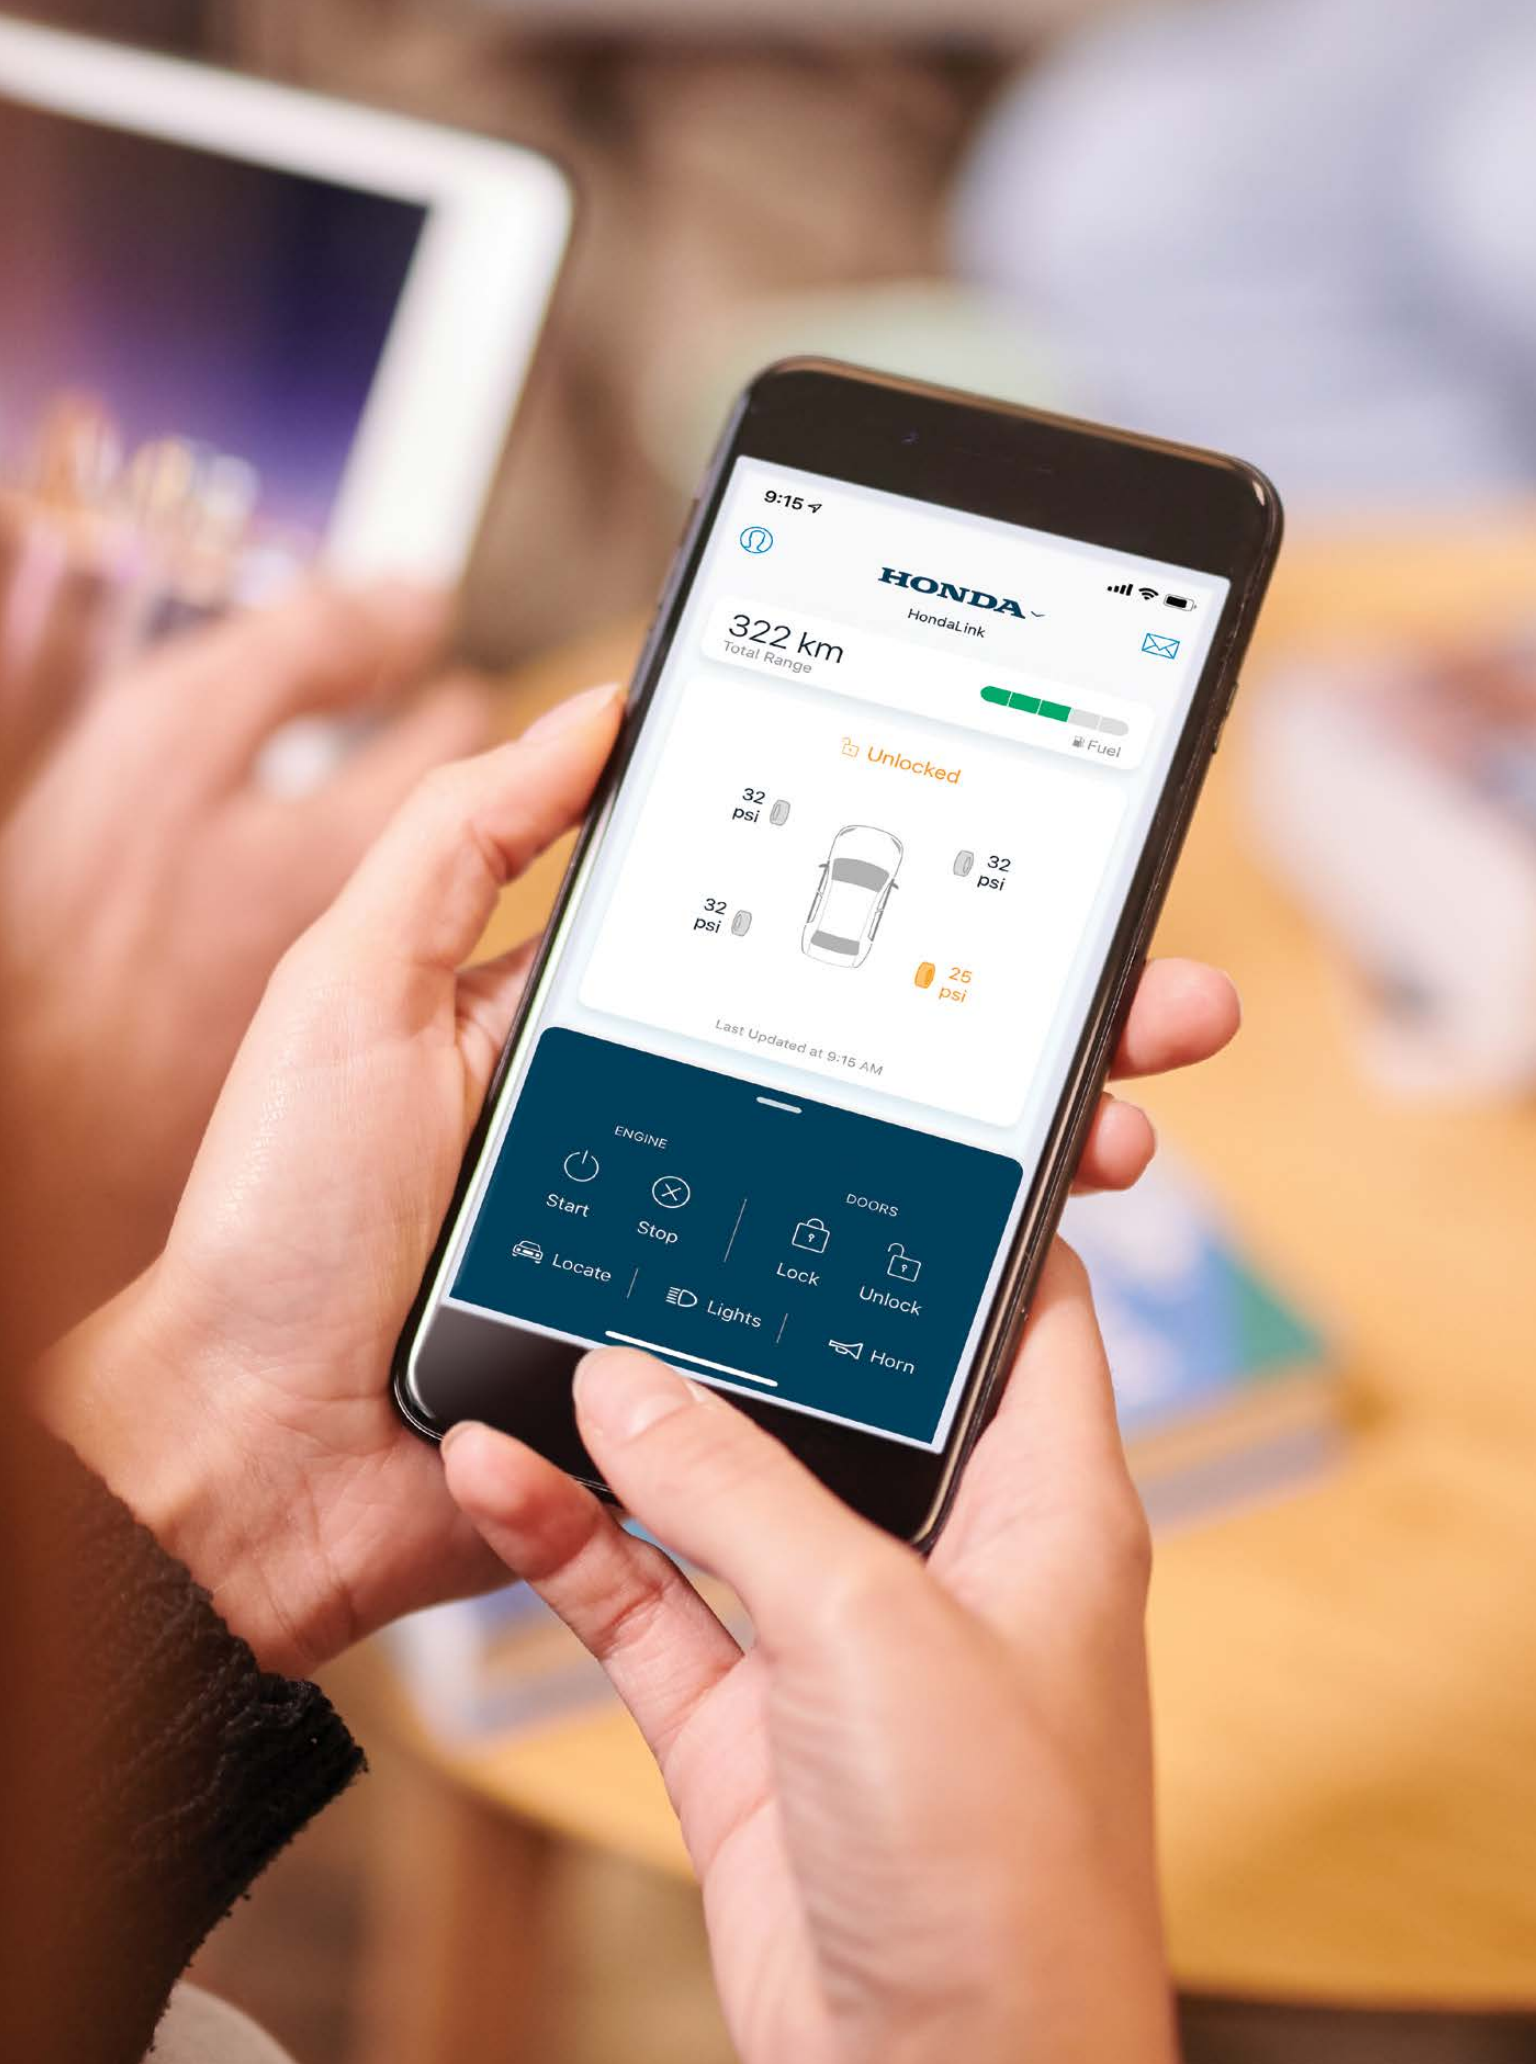 9:15
HONDA
HondaLink
322 km
Total Range
Fuel
Unlocked
32
psi
32
psi
32
psi
25
psi
Last Updated at 9:15 AM
ENGINE
Start
Stop
DOORS
Lock
Unlock
Locate
Lights
Horn